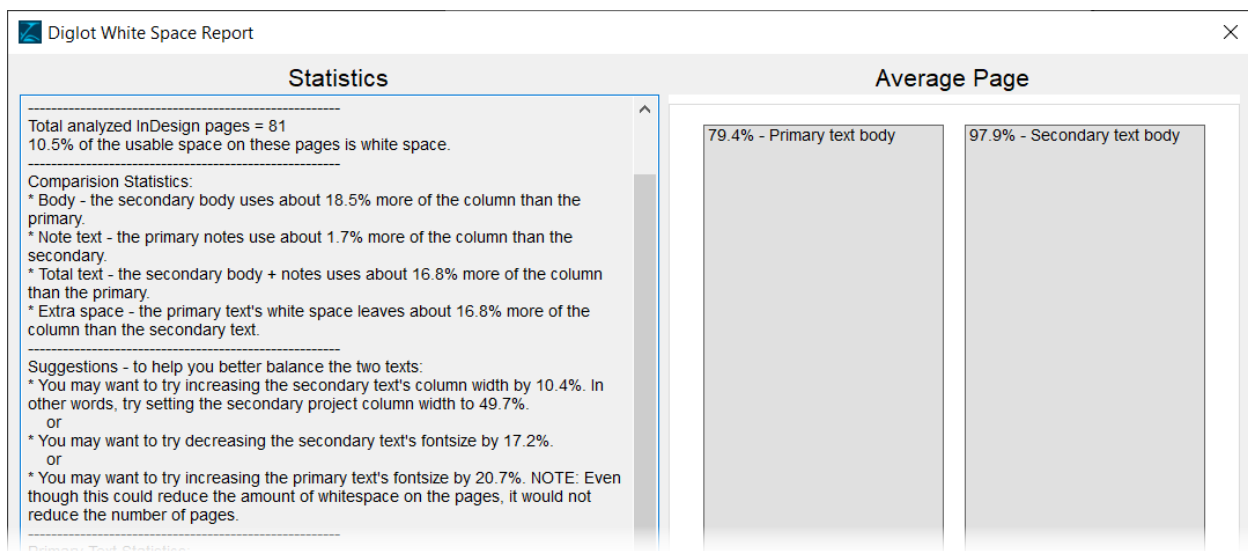 Diglot White Space Report
Statistics
------------------------------------------------------
Total analyzed InDesign pages = 81
10.5% of the usable space on these pages is white space.
------------------------------------------------------
Comparision Statistics:
* Body - the secondary body uses about 18.5% more of the column than the
primary.
* Note text - the primary notes use about 1.7% more of the column than the
secondary.
* Total text - the secondary body + notes uses about 16.8% more of the column
than the primary.
* Extra space - the primary text's white space leaves about 16.8% more of the
column than the secondary text.
------------------------------------------------------
Suggestions - to help you better balance the two texts:
* You may want to try increasing the secondary text's column width by 10.4%. In
other words, try setting the secondary project column width to 49.7%.
or
* You may want to try decreasing the secondary text's fontsize by 17.2%.
or
* You may want to try increasing the primary text's fontsize by 20.7%. NOTE: Even
though this could reduce the amount of whitespace on the pages, it would not
reduce the number of pages.
------------------------------------------------------
Primary Text Statistics:
Average Page
79.4% - Primary text body
97.9% - Secondary text body